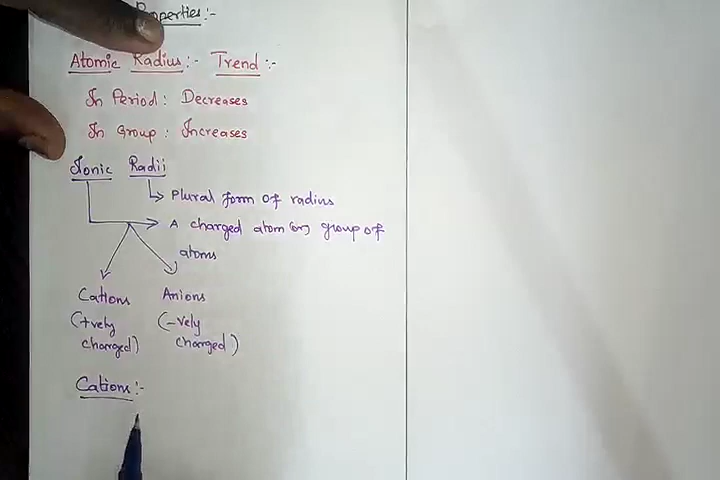 Properties:-
Atomic Radius:- Trend :-
In Period : Decreases
In Group : Increases
Ionic Radii
Plural form of radius
A charged atom (or) group of
atoms
Cations Anions
(+vely (-vely
charged) charged)
Cations:-